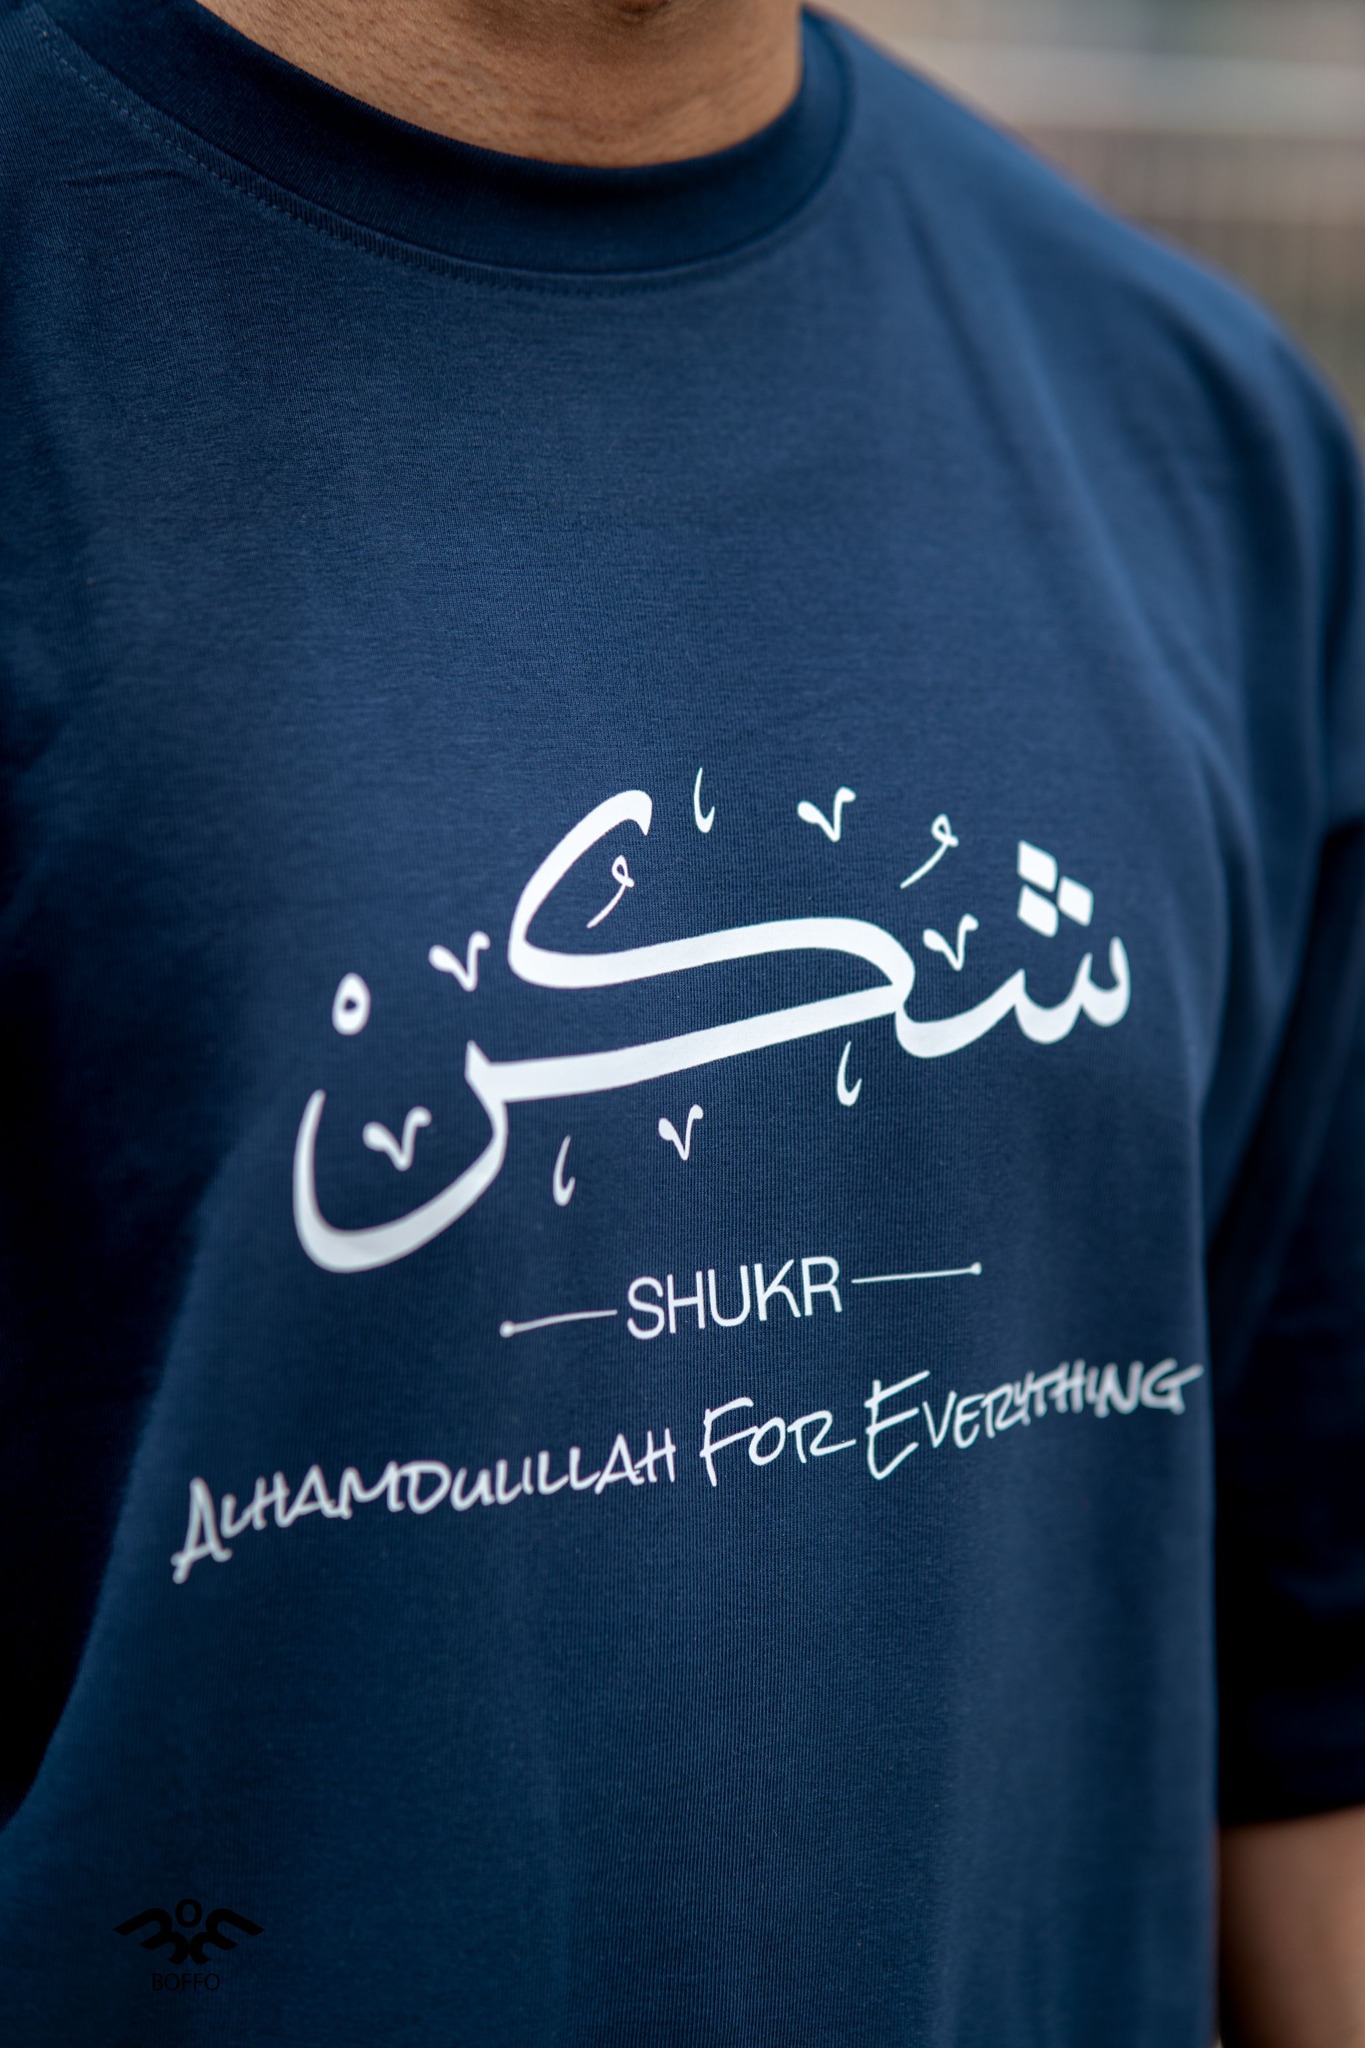 شُكُرْ
SHUKR
ALHAMDULILLAH FOR EVERYTHING
BOFFO